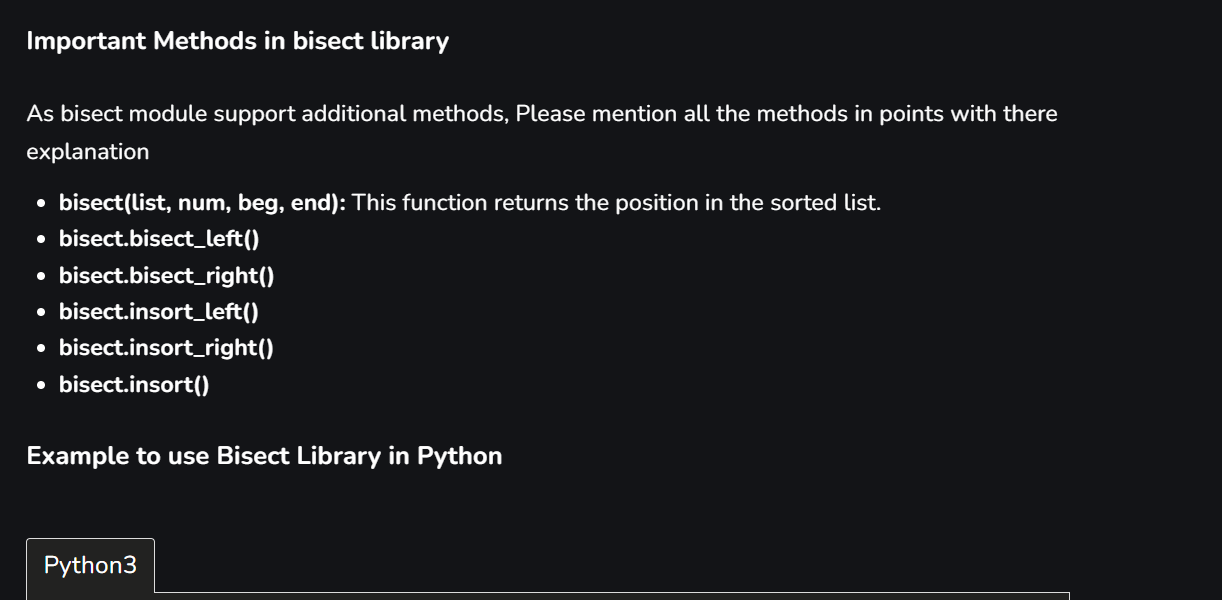 Important Methods in bisect library
As bisect module support additional methods, Please mention all the methods in points with there
explanation
• bisect(list, num, beg, end): This function returns the position in the sorted list.
• bisect.bisect_left()
• bisect.bisect_right()
• bisect.insort_left()
• bisect.insort_right()
• bisect.insort()
Example to use Bisect Library in Python
Python3